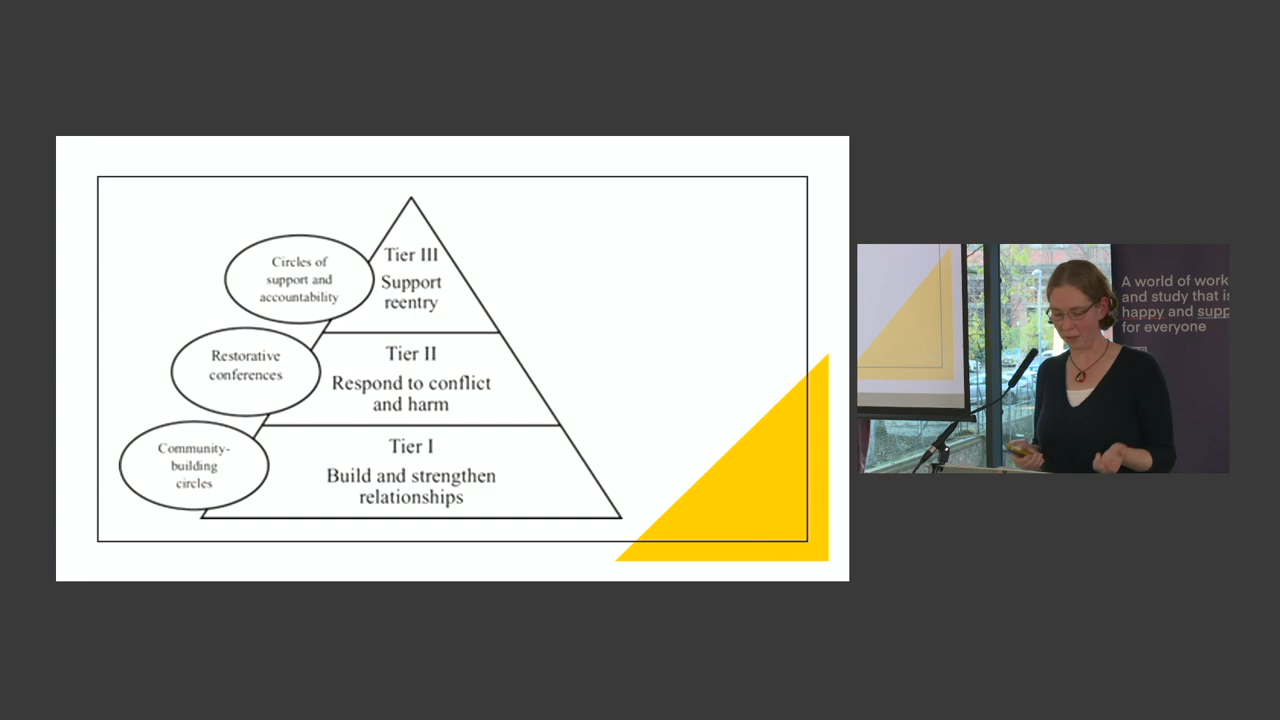 Circles of
support and
accountability
Tier III
Support
reentry
Restorative
conferences
Tier II
Respond to conflict
and harm
Community-
building
circles
Tier I
Build and strengthen
relationships
A world of work
and study that is
happy and supp
for everyone